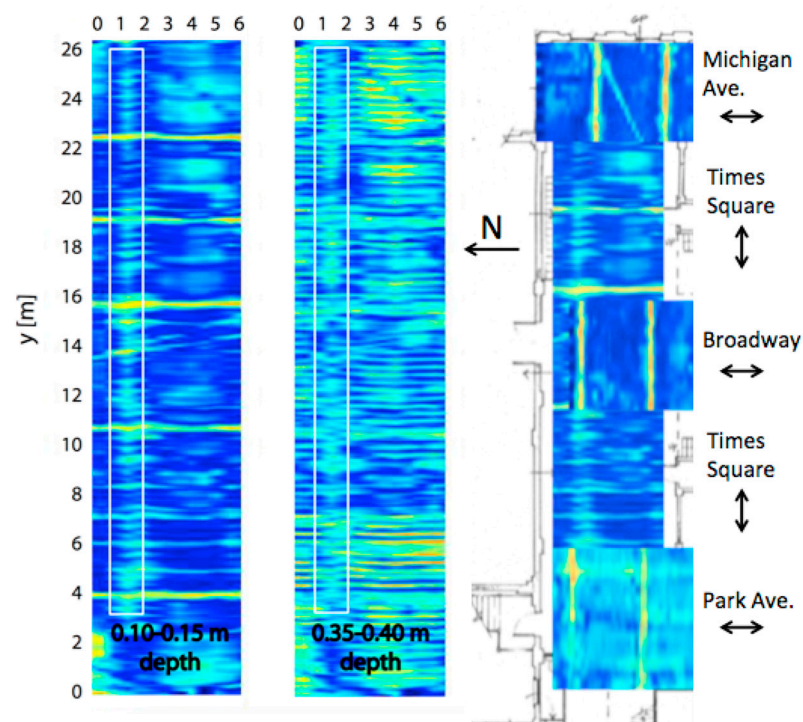 0 1 2 3 4 5 6
0 1 2 3 4 5 6
26
24
22
20
18
16
14
12
10
8
6
4
2
0
y [m]
0.10-0.15 m
depth
0.35-0.40 m
depth
N
Michigan
Ave.
Times
Square
Broadway
Times
Square
Park Ave.